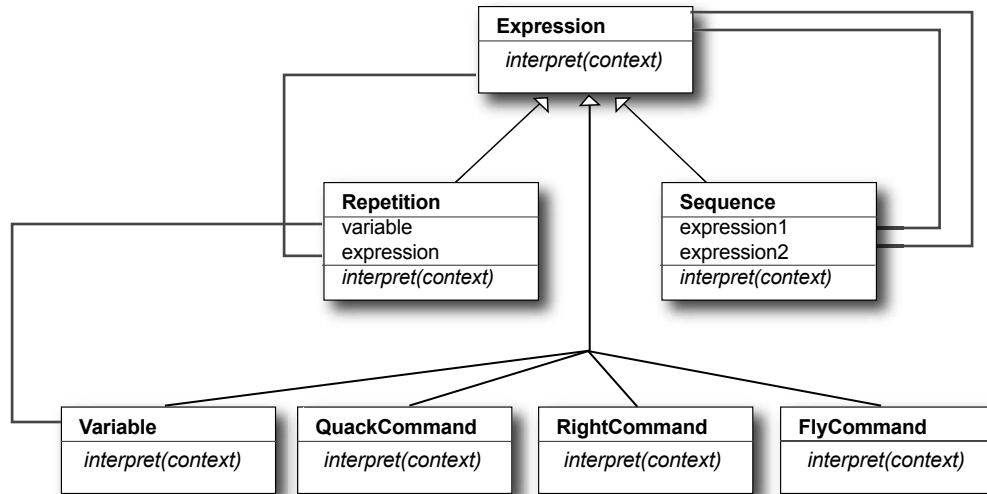 Expression
interpret(context)
Repetition
variable
expression
interpret(context)
Sequence
expression1
expression2
interpret(context)
Variable
interpret(context)
QuackCommand
interpret(context)
RightCommand
interpret(context)
FlyCommand
interpret(context)